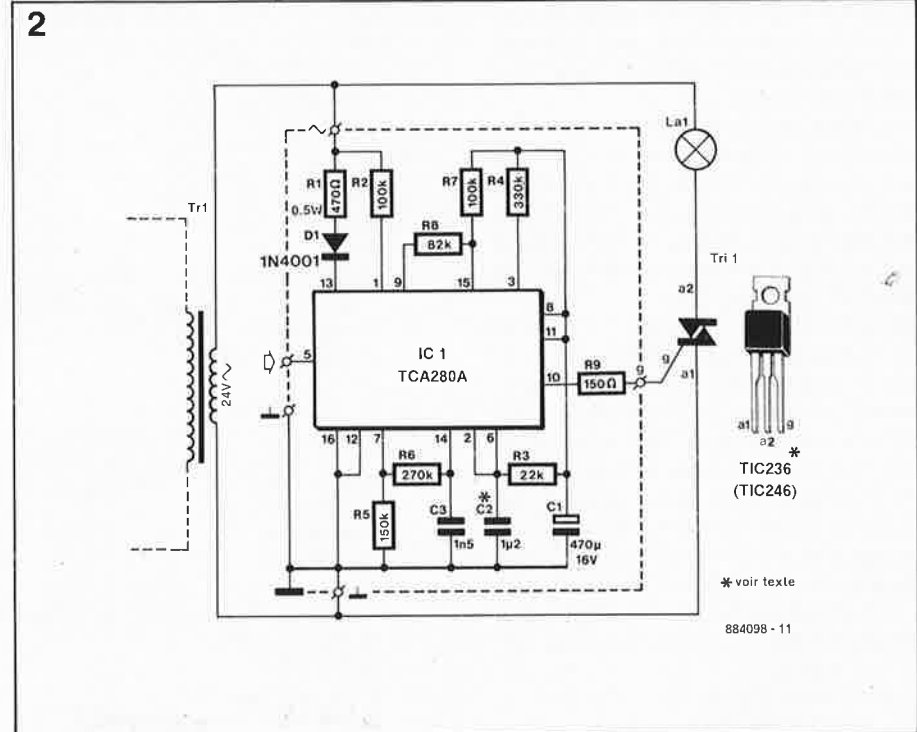 2
La1
R1
470Ω
0.5W
R2
100k
R7
100k
R4
330k
Tr1
R8
82k
D1
1N4001
Tri 1
13
1
9
15
3
a2
8
11
5
IC 1
TCA280A
10
R9
150Ω
g
g
a1
24V~
16
12
7
14
2
6
a1
a2
g
*
TIC236
(TIC246)
R6
270k
R3
22k
R5
150k
C3
1n5
*
C2
1µ2
C1
470µ
16V
* voir texte
884098 - 11